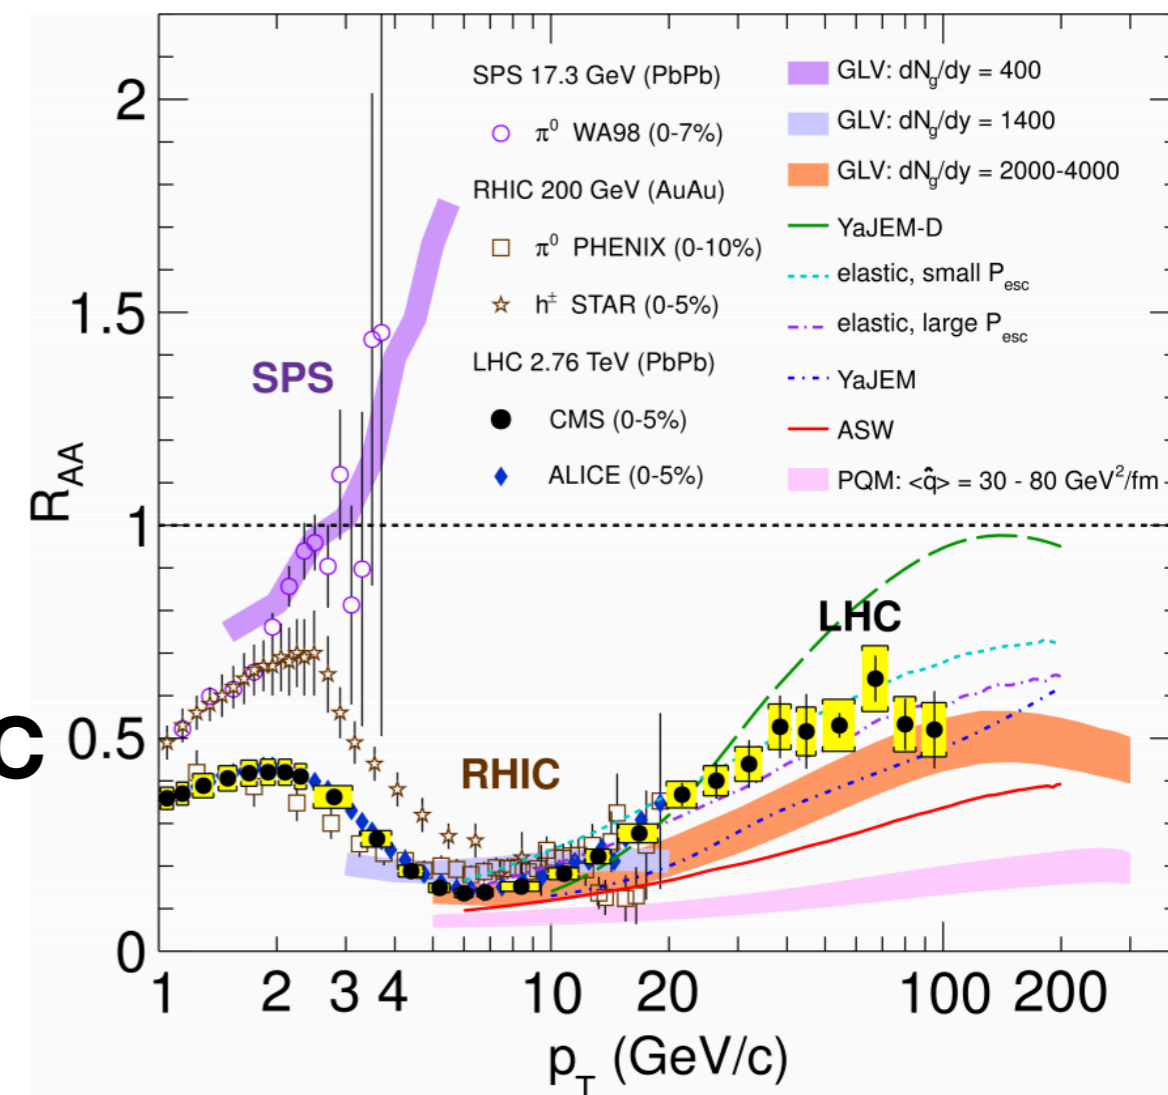 SPS 17.3 GeV (PbPb)
π⁰ WA98 (0-7%)
RHIC 200 GeV (AuAu)
π⁰ PHENIX (0-10%)
h± STAR (0-5%)
LHC 2.76 TeV (PbPb)
CMS (0-5%)
ALICE (0-5%)
GLV: dN_g/dy = 400
GLV: dN_g/dy = 1400
GLV: dN_g/dy = 2000-4000
YaJEM-D
elastic, small P_esc
elastic, large P_esc
YaJEM
ASW
PQM: <q̂> = 30 - 80 GeV²/fm
SPS
RHIC
LHC
C
R_AA
2
1.5
1
0.5
0
1 2 3 4 10 20 100 200
p_T (GeV/c)